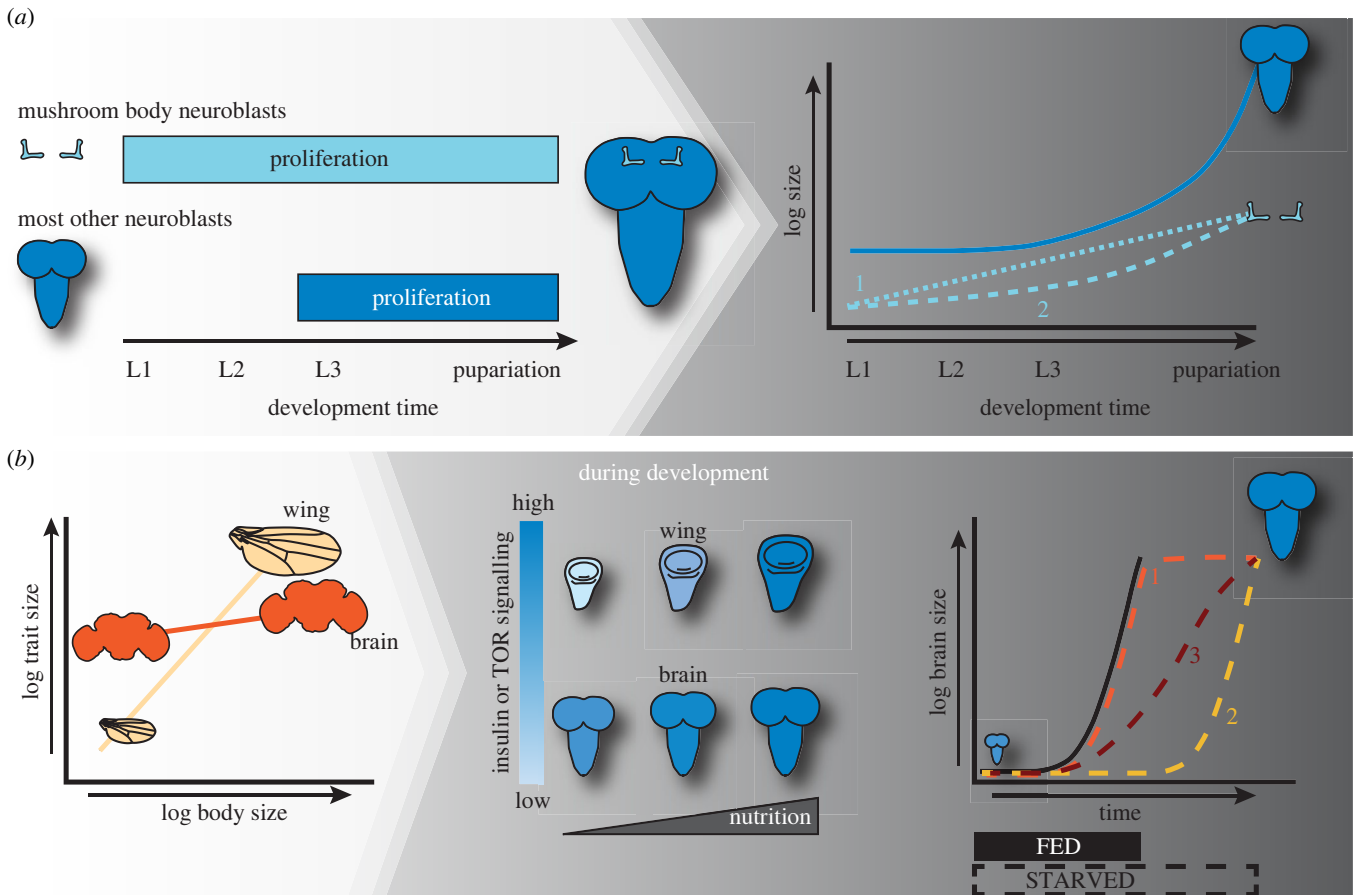 (a)
mushroom body neuroblasts
proliferation
most other neuroblasts
proliferation
L1 L2 L3 pupariation
development time
log size
1
2
L1 L2 L3 pupariation
development time
(b)
log trait size
wing
brain
log body size
during development
insulin or TOR signalling
high
low
wing
brain
nutrition
log brain size
1
3
2
time
FED
STARVED